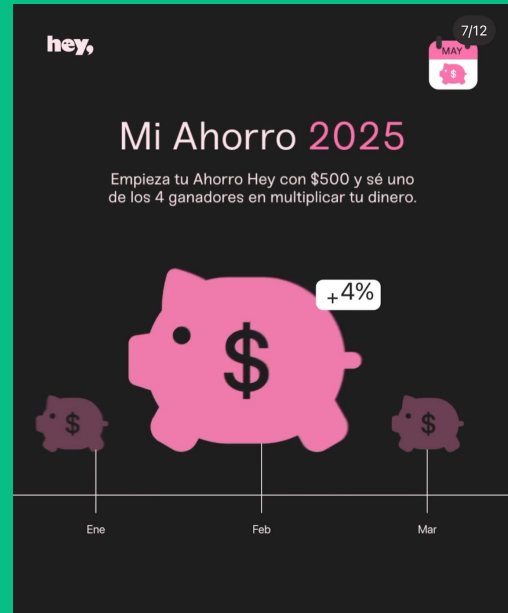 hey,
7/12
MAY
$
Mi Ahorro 2025
Empieza tu Ahorro Hey con $500 y sé uno
de los 4 ganadores en multiplicar tu dinero.
+4%
$
$
$
Ene
Feb
Mar